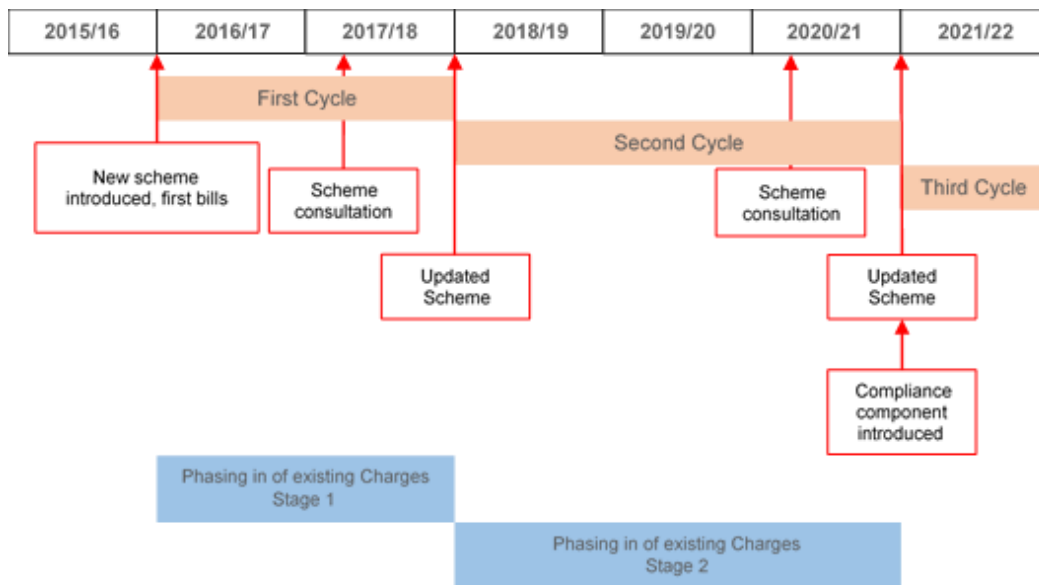 2015/16 2016/17 2017/18 2018/19 2019/20 2020/21 2021/22
First Cycle
Second Cycle
Third Cycle
New scheme
introduced, first bills
Scheme
consultation
Scheme
consultation
Updated
Scheme
Updated
Scheme
Compliance
component
introduced
Phasing in of existing Charges
Stage 1
Phasing in of existing Charges
Stage 2